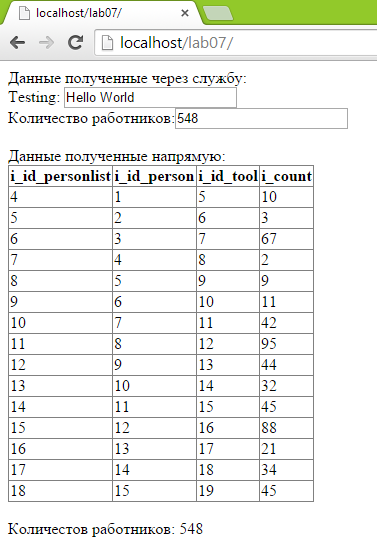 localhost/lab07/
localhost/lab07/
Данные полученные через службу:
Testing: Hello World
Количество работников: 548
Данные полученные напрямую:
i_id_personlist i_id_person i_id_tool i_count
4 1 5 10
5 2 6 3
6 3 7 67
7 4 8 2
8 5 9 9
9 6 10 11
10 7 11 42
11 8 12 95
12 9 13 44
13 10 14 32
14 11 15 45
15 12 16 88
16 13 17 21
17 14 18 34
18 15 19 45
Количестов работников: 548